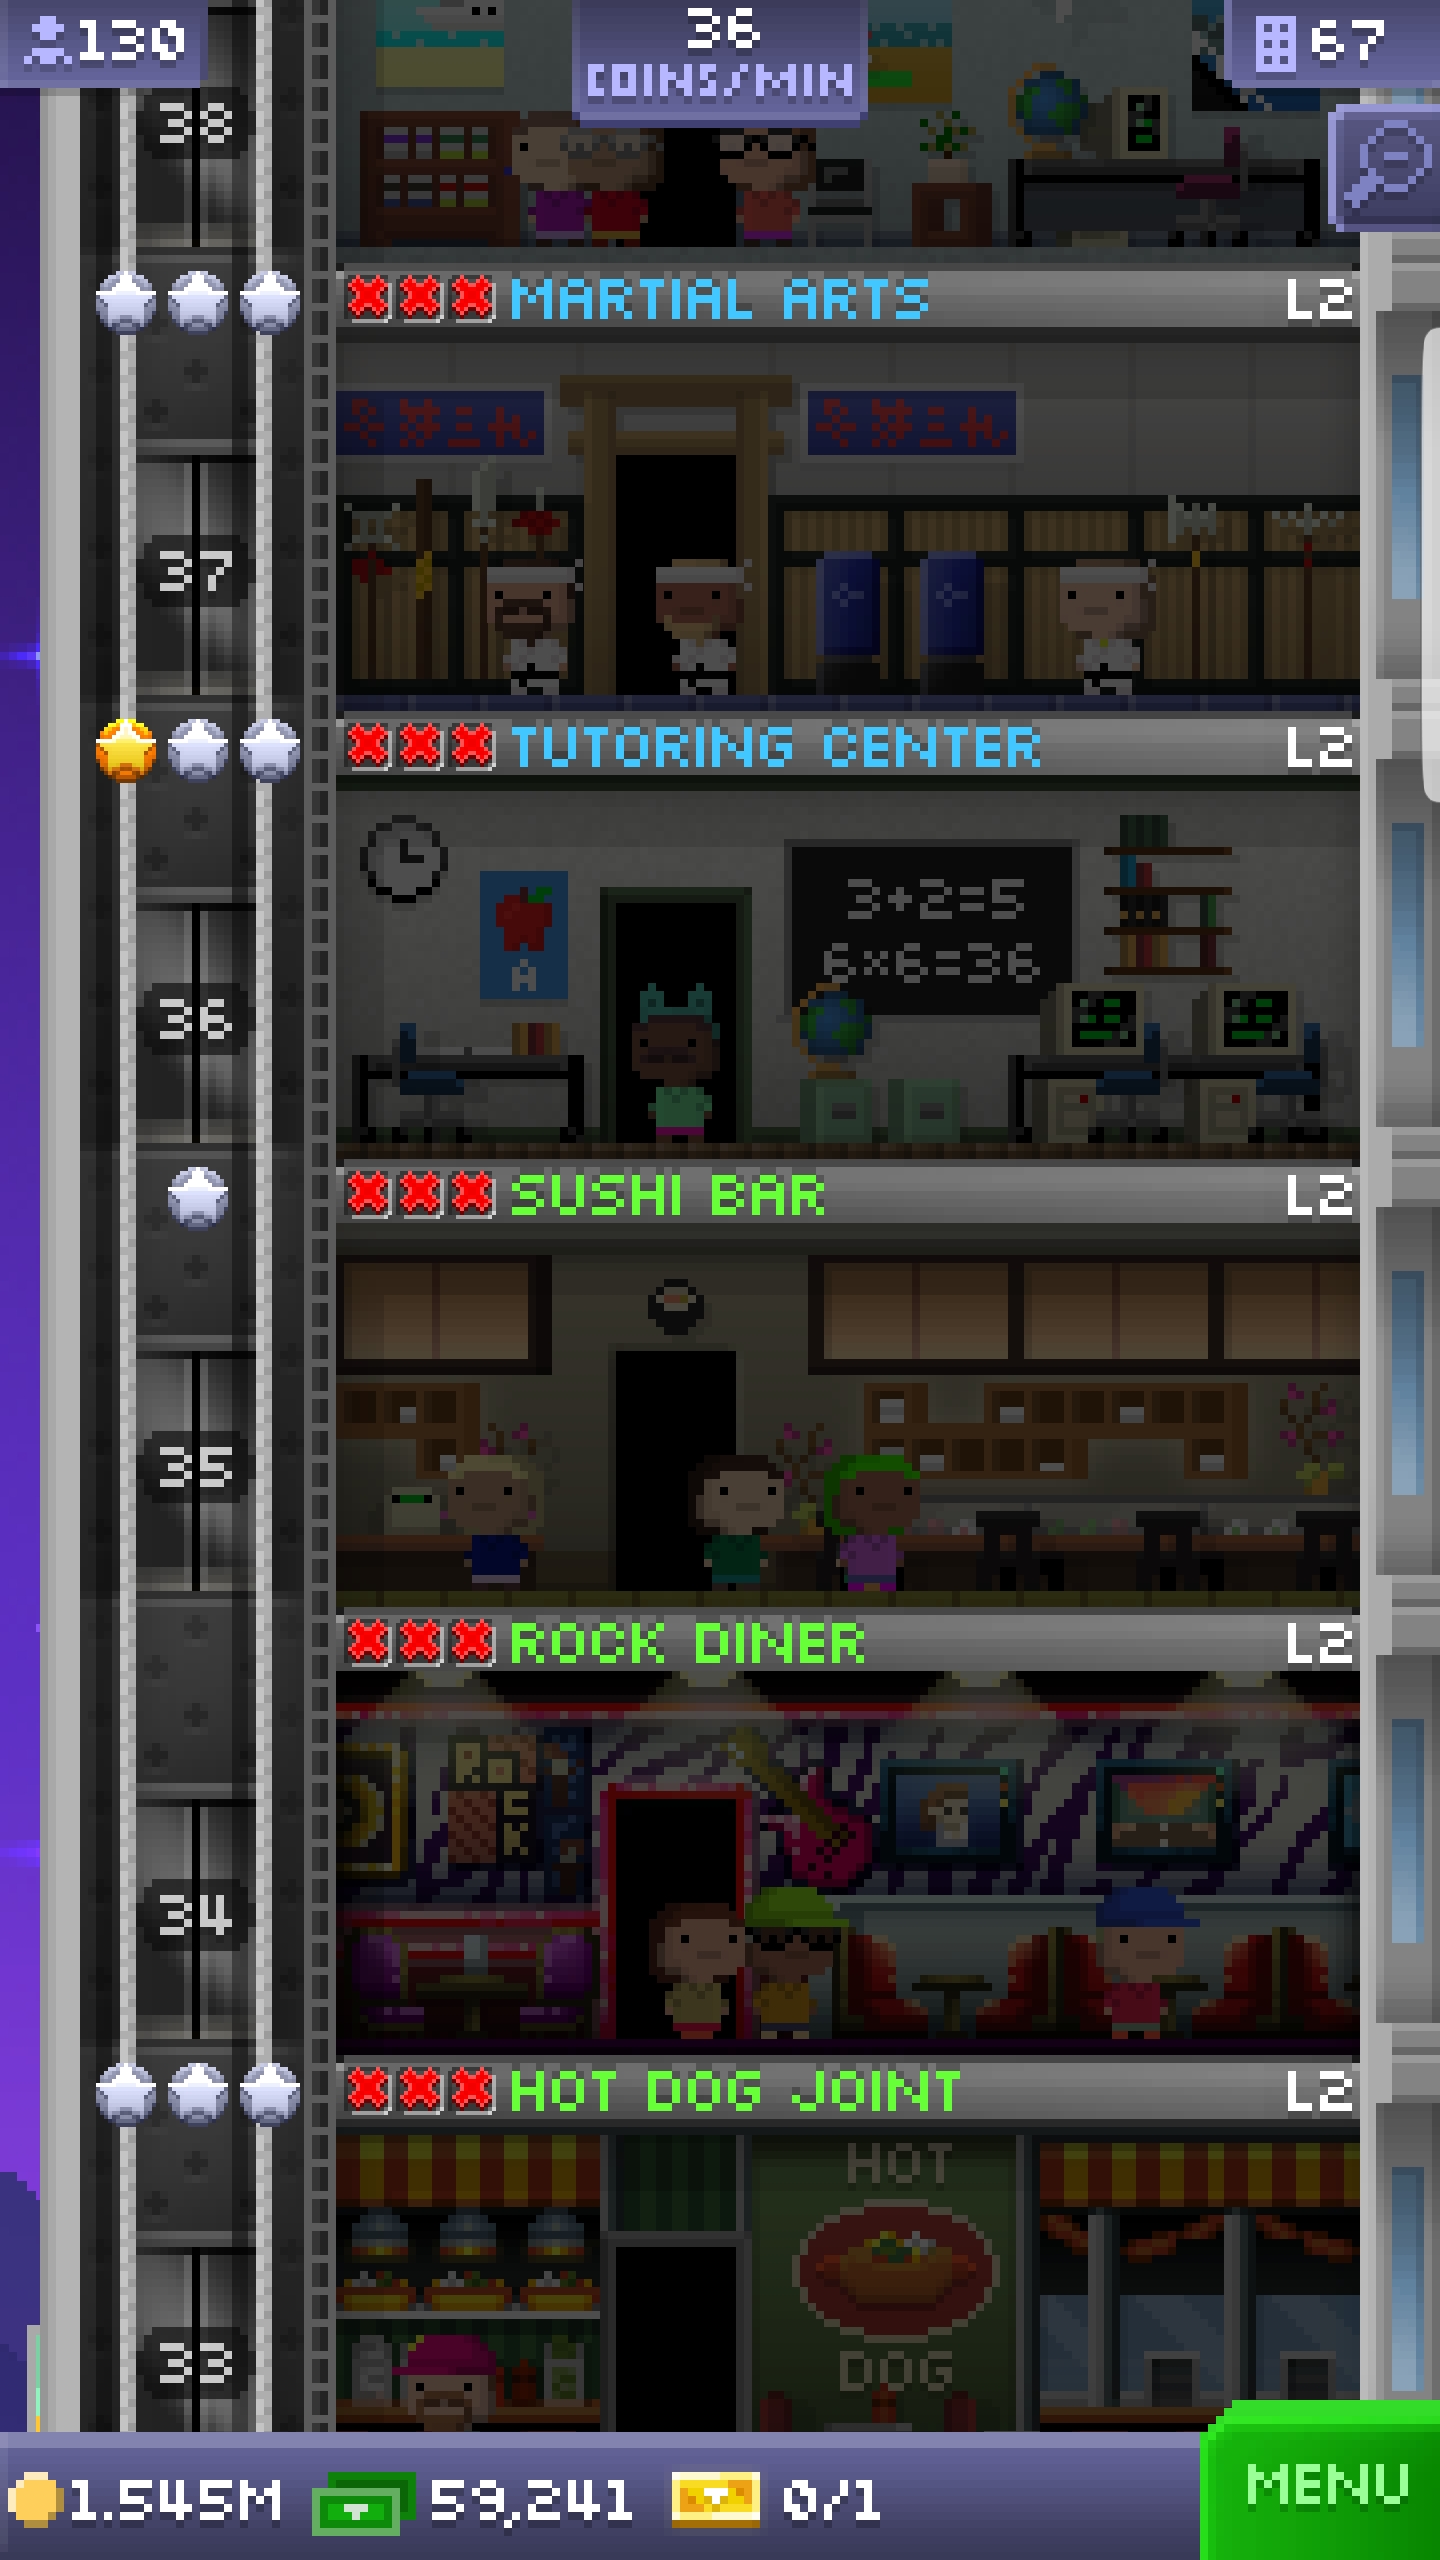 130
36
COINS/MIN
67
38
MARTIAL ARTS L2
37
TUTORING CENTER L2
3+2=5
6×6=36
A
36
SUSHI BAR L2
35
ROCK DINER L2
34
HOT DOG JOINT L2
HOT
DOG
33
1.545M 59,241 0/1 MENU